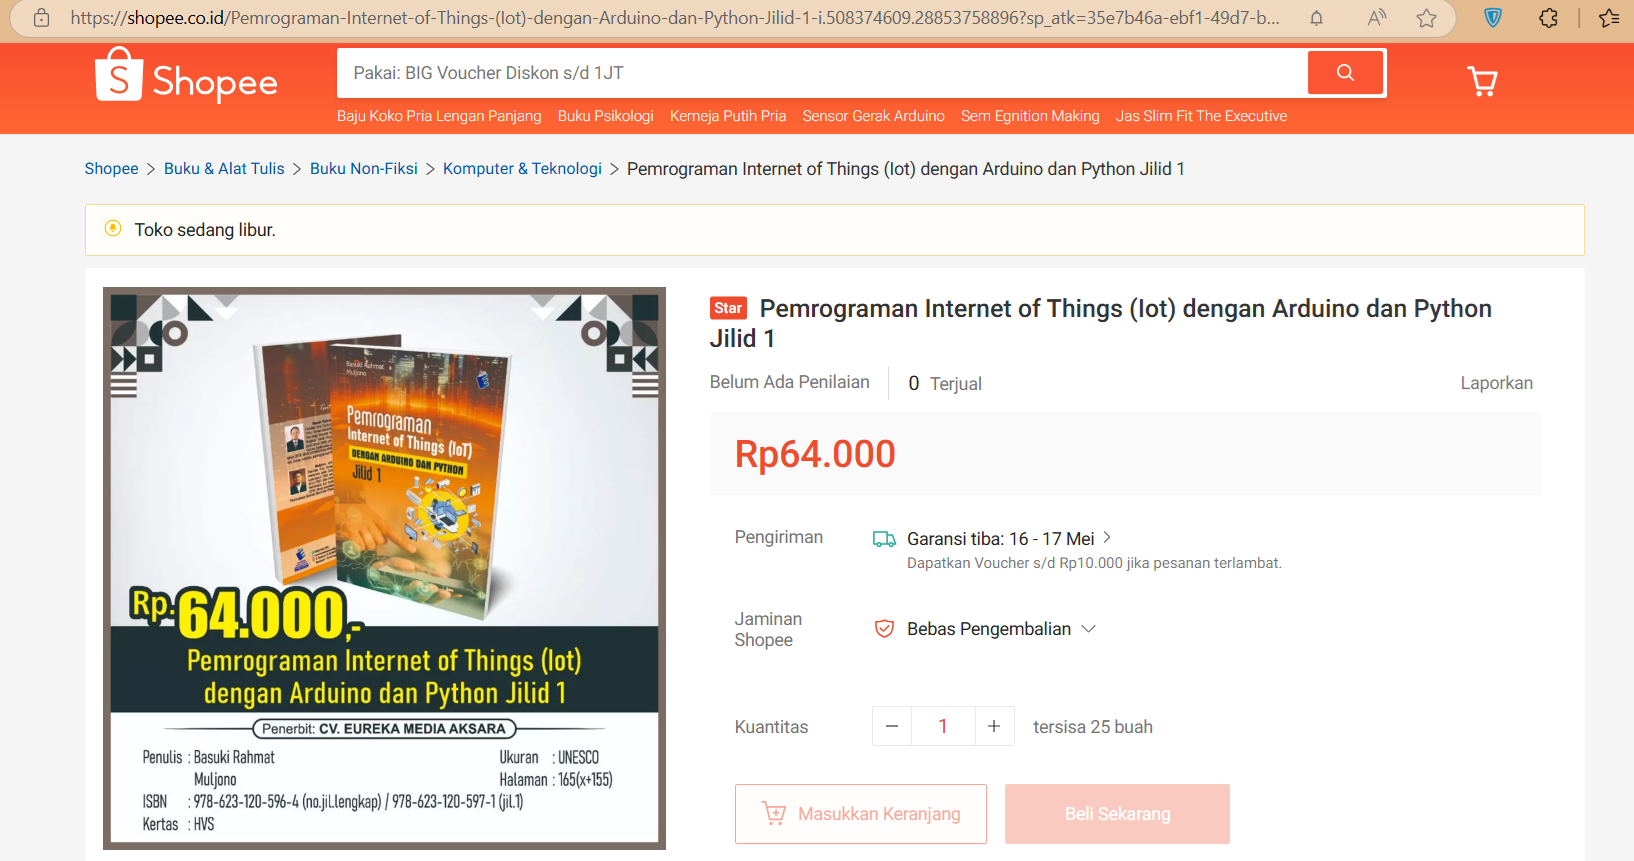 https://shopee.co.id/Pemrograman-Internet-of-Things-(Iot)-dengan-Arduino-dan-Python-Jilid-1-i.508374609.28853758896?sp_atk=35e7b46a-ebf1-49d7-b...
Shopee
Pakai: BIG Voucher Diskon s/d 1JT
Baju Koko Pria Lengan Panjang Buku Psikologi Kemeja Putih Pria Sensor Gerak Arduino Sem Egnition Making Jas Slim Fit The Executive
Shopee > Buku & Alat Tulis > Buku Non-Fiksi > Komputer & Teknologi > Pemrograman Internet of Things (Iot) dengan Arduino dan Python Jilid 1
Toko sedang libur.
Basuki Rahmat
Muljono
Pemrograman
Internet of Things (IoT)
DENGAN ARDUINO DAN PYTHON
Jilid 1
Rp.64.000,-
Pemrograman Internet of Things (Iot)
dengan Arduino dan Python Jilid 1
Penerbit: CV. EUREKA MEDIA AKSARA
Penulis : Basuki Rahmat
Muljono
Ukuran : UNESCO
Halaman : 165(x+155)
ISBN : 978-623-120-596-4 (no.jil.lengkap) / 978-623-120-597-1 (jil.1)
Kertas : HVS
Star Pemrograman Internet of Things (Iot) dengan Arduino dan Python
Jilid 1
Belum Ada Penilaian 0 Terjual Laporkan
Rp64.000
Pengiriman Garansi tiba: 16 - 17 Mei >
Dapatkan Voucher s/d Rp10.000 jika pesanan terlambat.
Jaminan
Shopee
Bebas Pengembalian
Kuantitas − 1 + tersisa 25 buah
Masukkan Keranjang Beli Sekarang